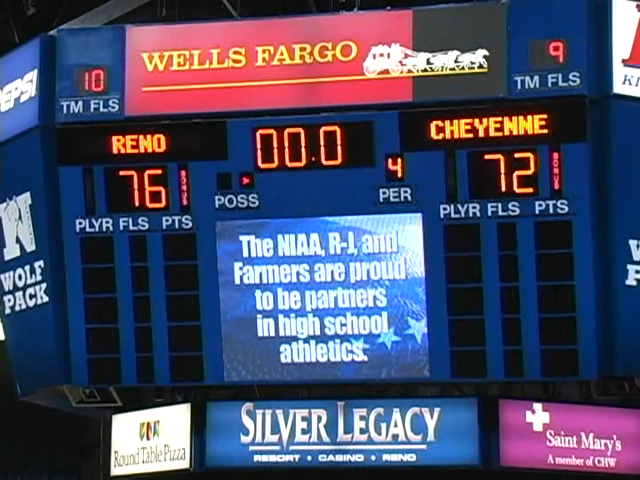 WELLS FARGO
10
TM FLS
9
TM FLS
PEPSI
RENO
00.0
CHEYENNE
76
BONUS
POSS
4
PER
72
BONUS
PLYR FLS PTS
PLYR FLS PTS
N
WOLF
PACK
The NIAA, R-J, and
Farmers are proud
to be partners
in high school
athletics.
Round Table Pizza
SILVER LEGACY
RESORT • CASINO • RENO
Saint Mary's
A member of CHW